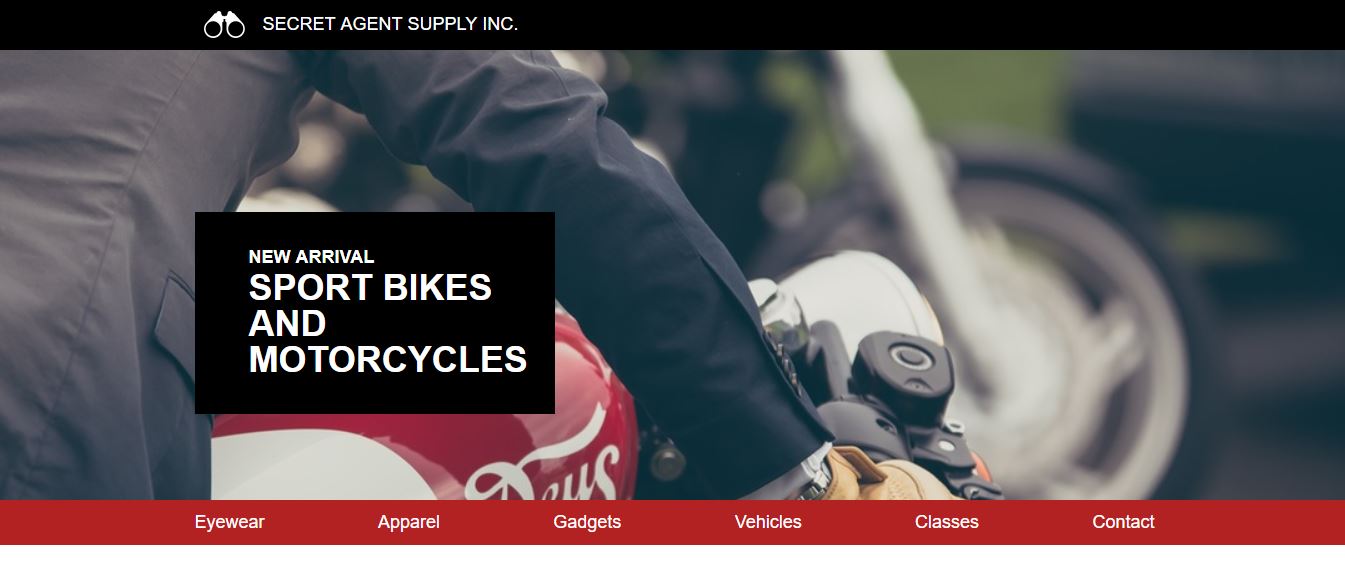 SECRET AGENT SUPPLY INC.
NEW ARRIVAL
SPORT BIKES
AND
MOTORCYCLES
Deus
Eyewear Apparel Gadgets Vehicles Classes Contact